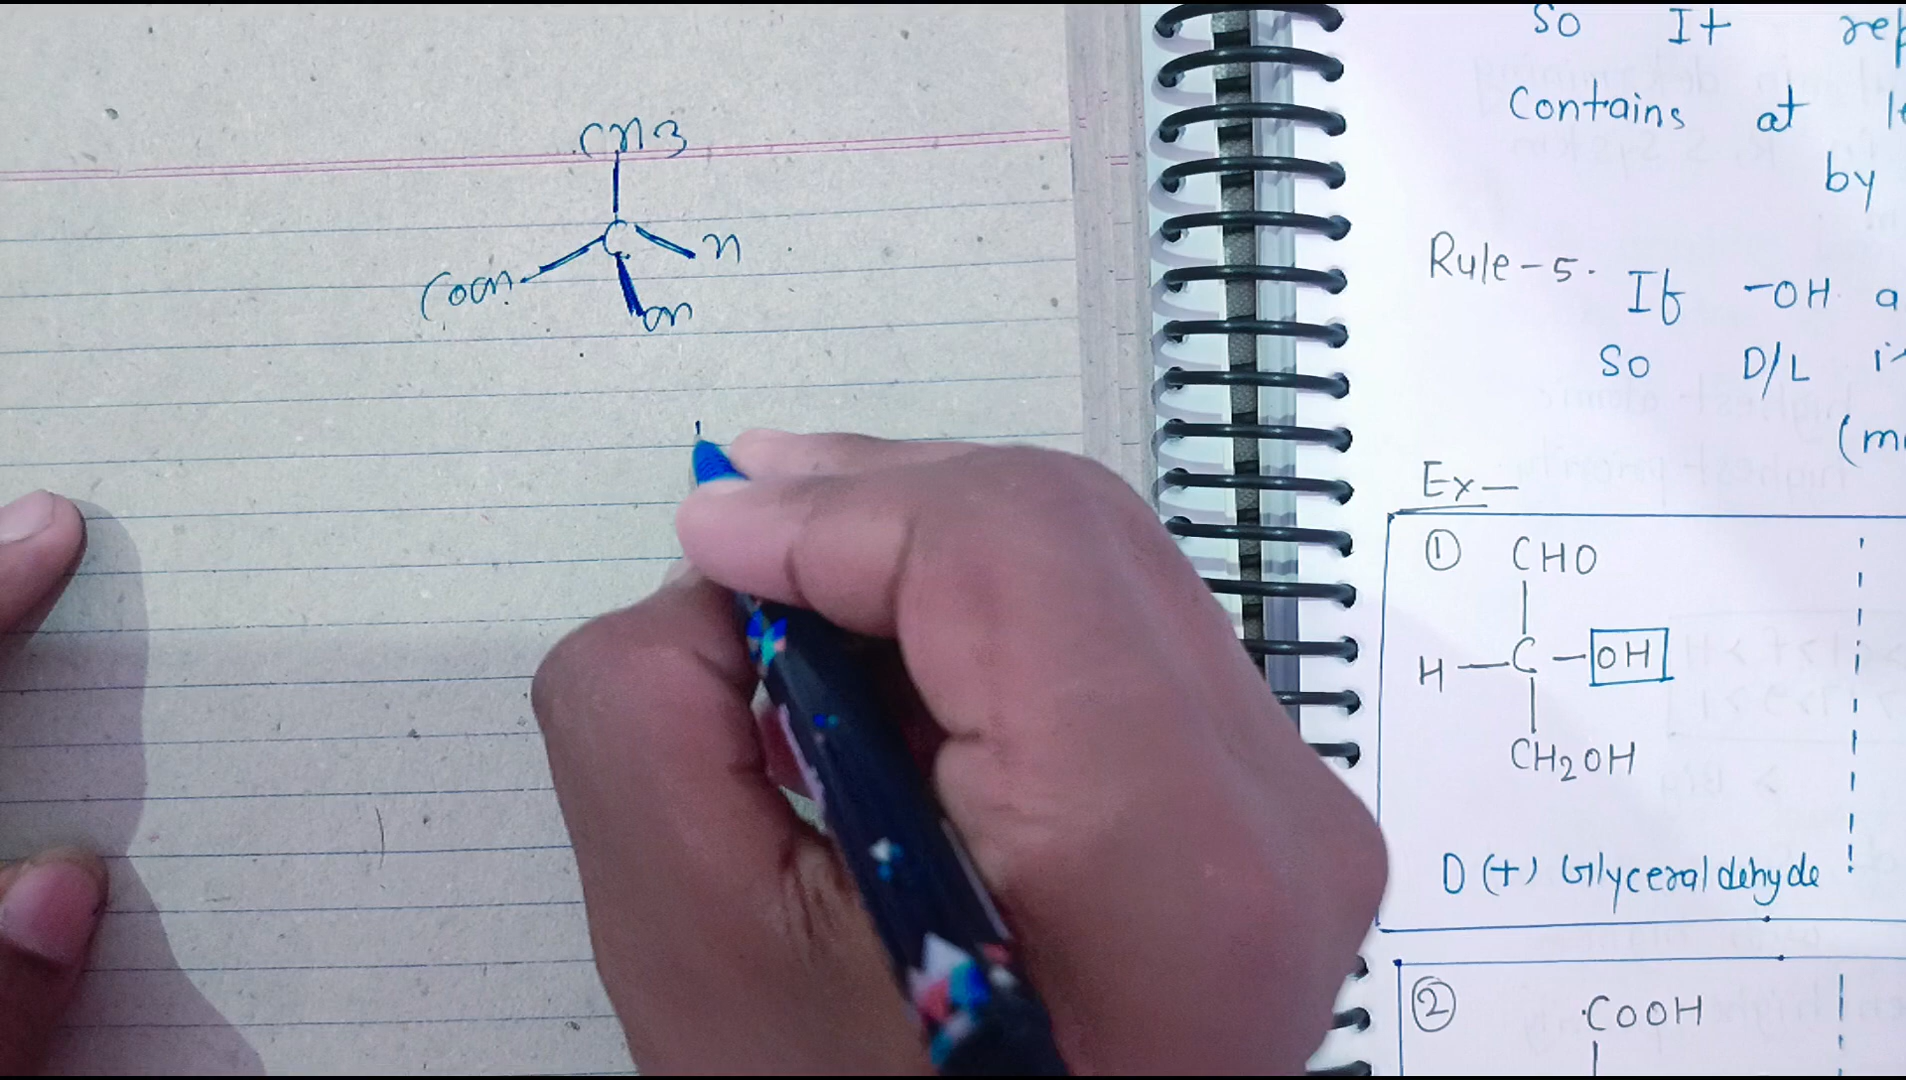 CH3
C
H
COOH
OH
So It rep
Contains at le
by
Rule-5. If -OH a
So D/L i
(m
Ex-
① CHO
H-C-OH
CH2OH
D(+) Glyceraldehyde
② COOH